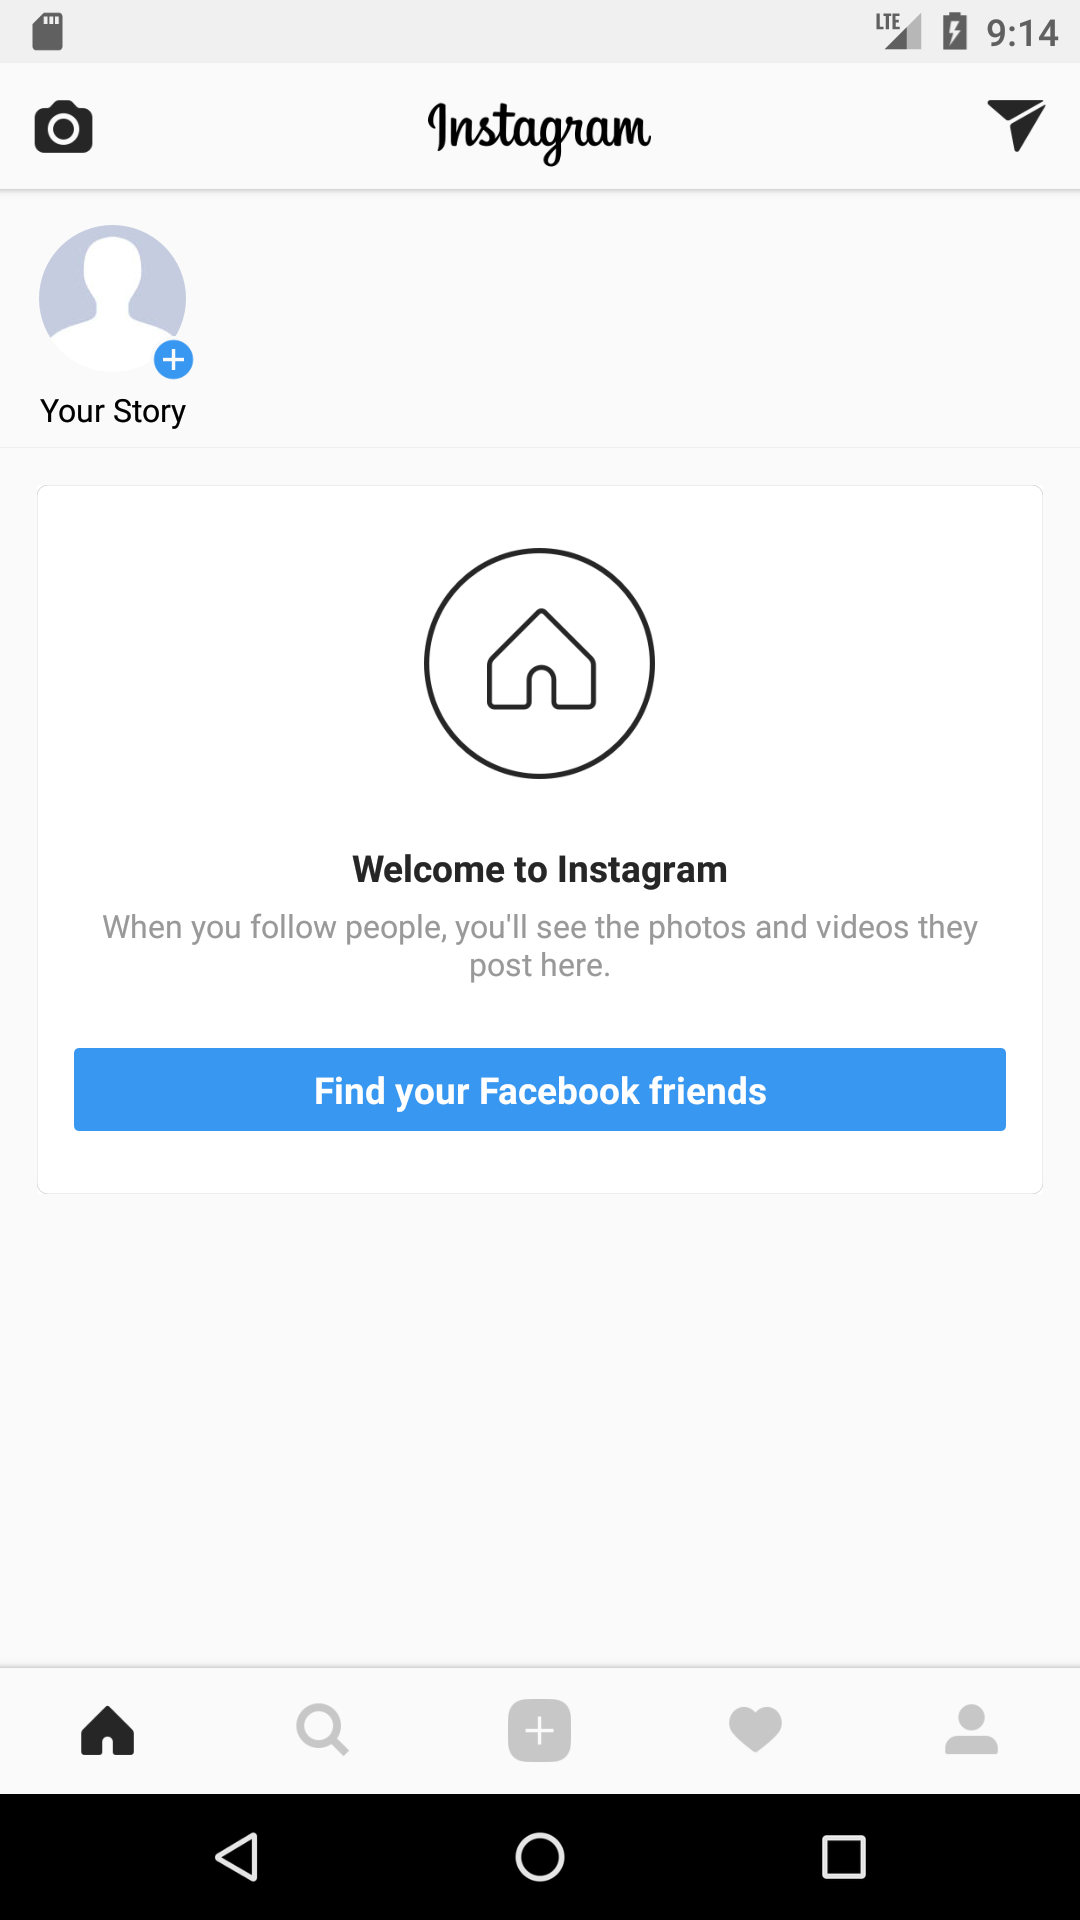 LTE 9:14
Instagram
Your Story
Welcome to Instagram
When you follow people, you'll see the photos and videos they
post here.
Find your Facebook friends